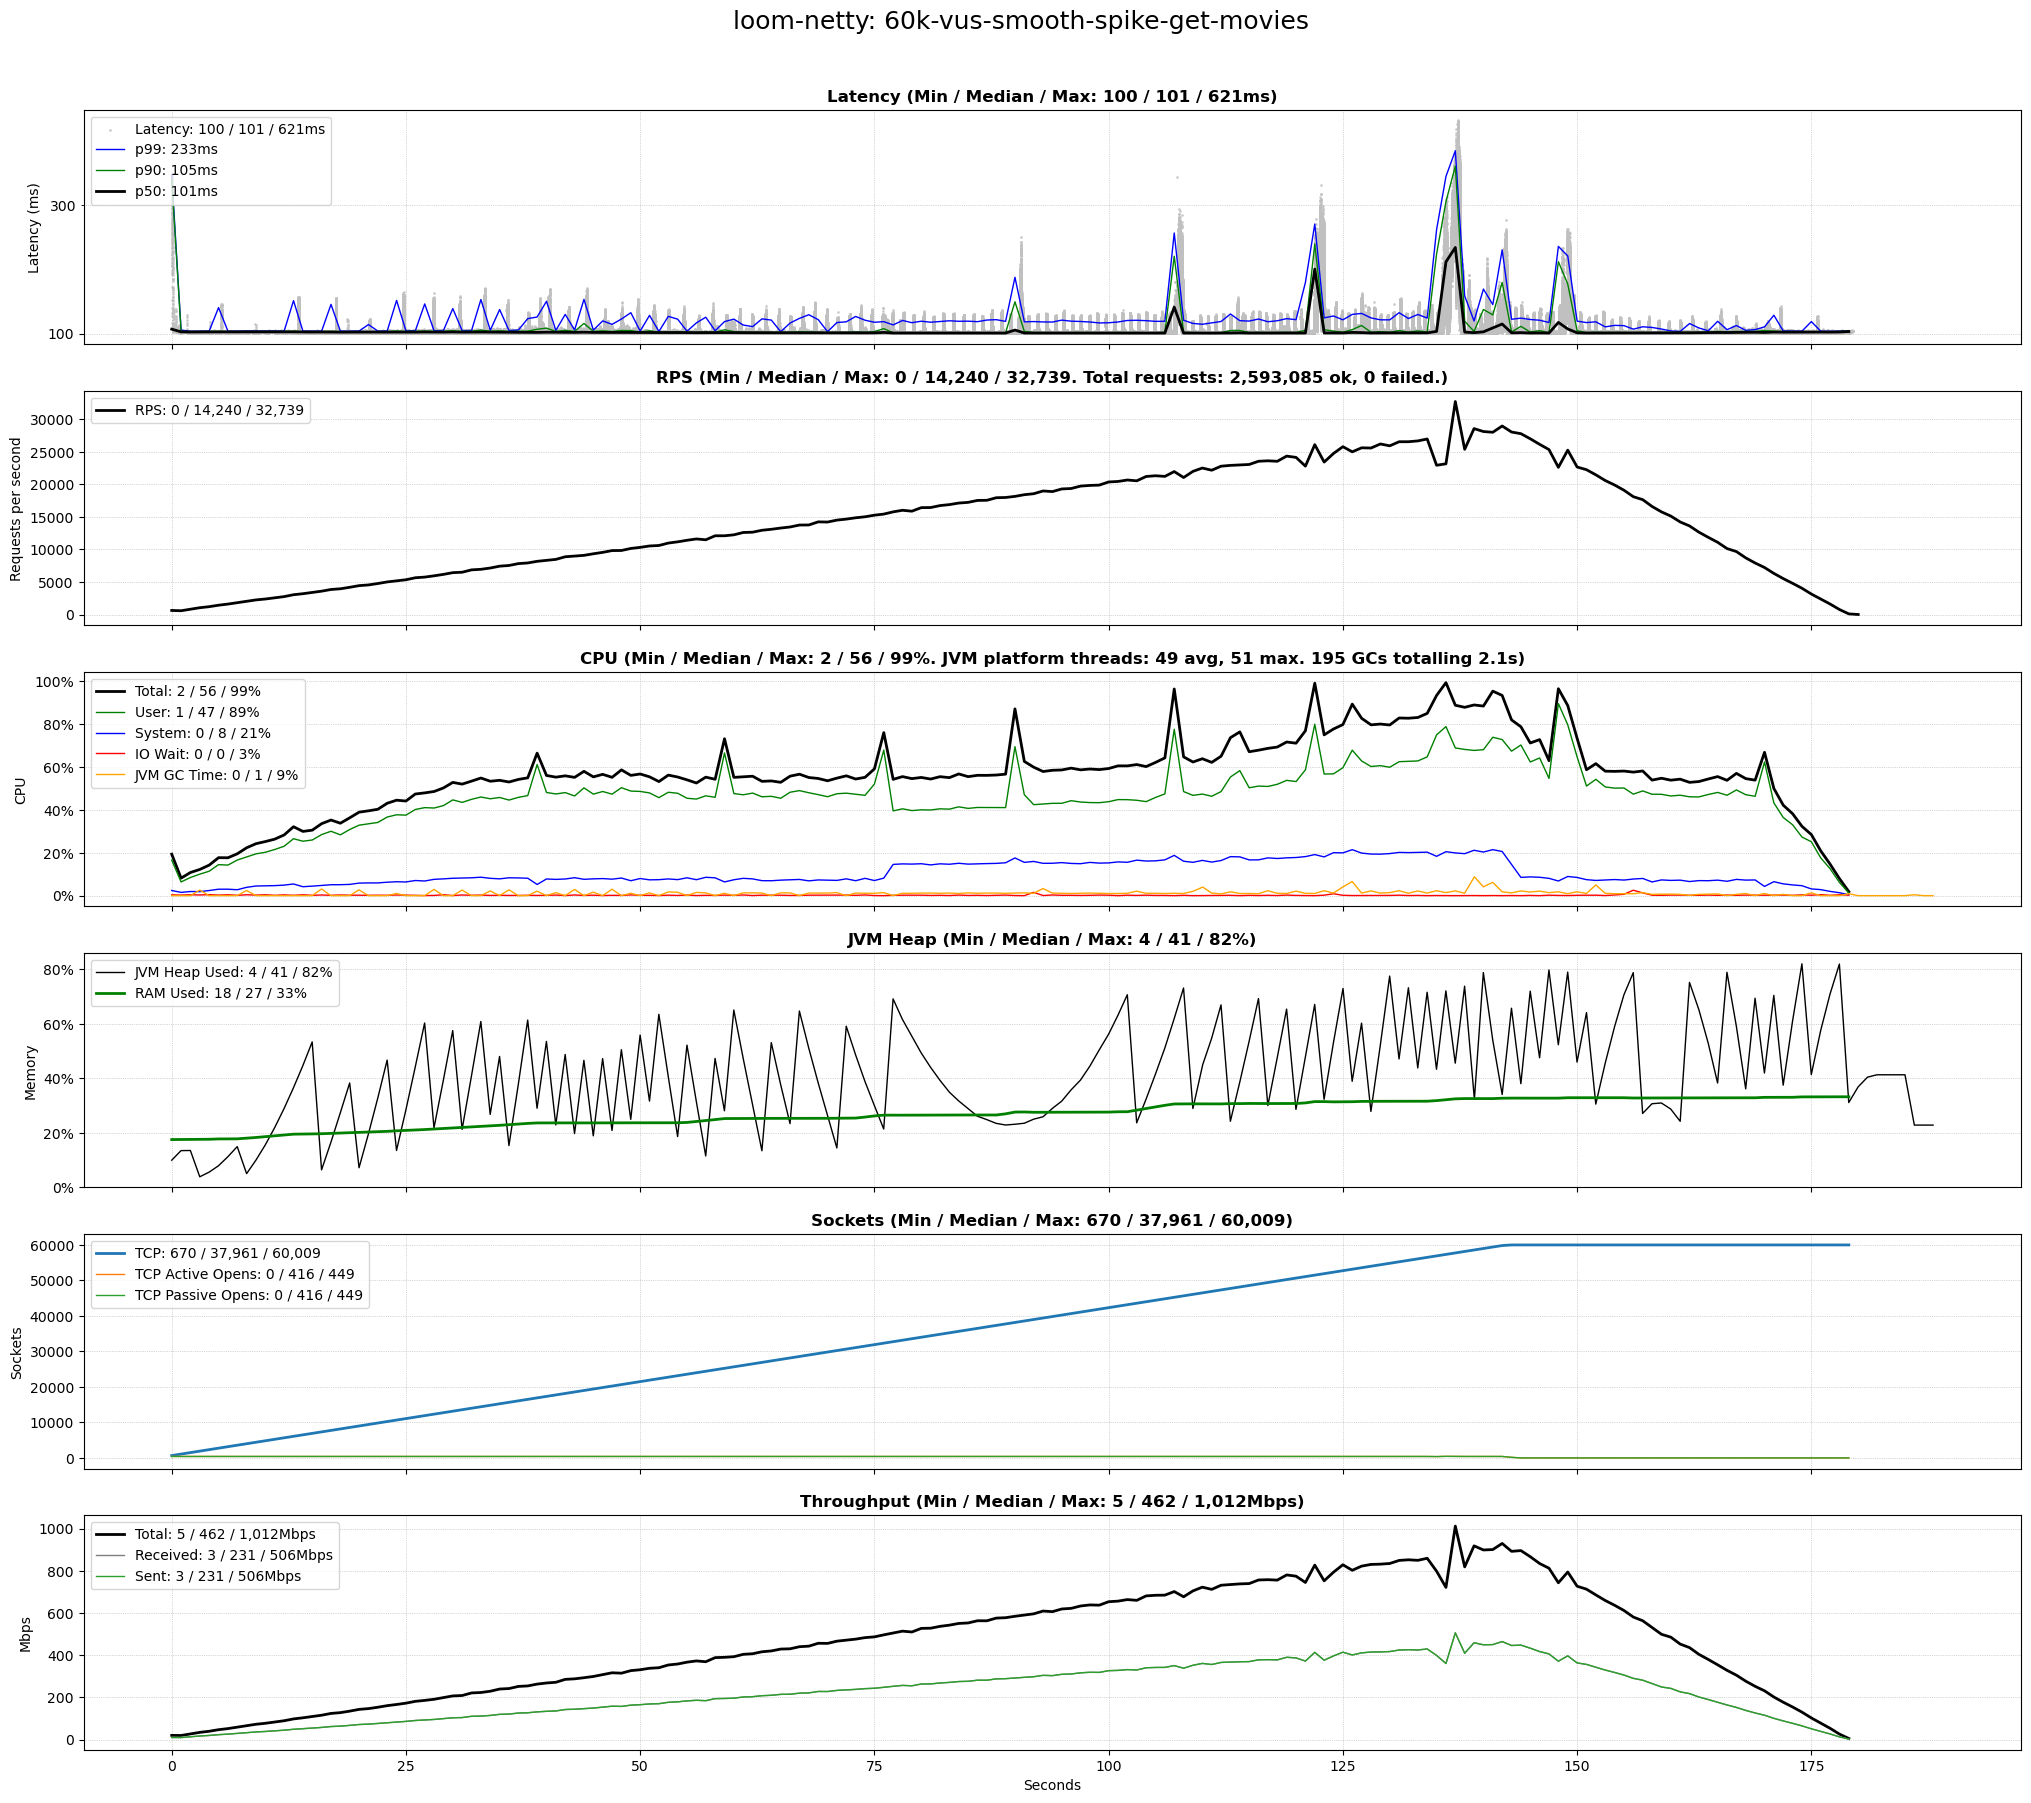 loom-netty: 60k-vus-smooth-spike-get-movies
Latency (Min / Median / Max: 100 / 101 / 621ms)
Latency: 100 / 101 / 621ms
p99: 233ms
p90: 105ms
p50: 101ms
Latency (ms)
300
100
RPS (Min / Median / Max: 0 / 14,240 / 32,739. Total requests: 2,593,085 ok, 0 failed.)
RPS: 0 / 14,240 / 32,739
Requests per second
30000
25000
20000
15000
10000
5000
0
CPU (Min / Median / Max: 2 / 56 / 99%. JVM platform threads: 49 avg, 51 max. 195 GCs totalling 2.1s)
Total: 2 / 56 / 99%
User: 1 / 47 / 89%
System: 0 / 8 / 21%
IO Wait: 0 / 0 / 3%
JVM GC Time: 0 / 1 / 9%
CPU
100%
80%
60%
40%
20%
0%
JVM Heap (Min / Median / Max: 4 / 41 / 82%)
JVM Heap Used: 4 / 41 / 82%
RAM Used: 18 / 27 / 33%
Memory
80%
60%
40%
20%
0%
Sockets (Min / Median / Max: 670 / 37,961 / 60,009)
TCP: 670 / 37,961 / 60,009
TCP Active Opens: 0 / 416 / 449
TCP Passive Opens: 0 / 416 / 449
Sockets
60000
50000
40000
30000
20000
10000
0
Throughput (Min / Median / Max: 5 / 462 / 1,012Mbps)
Total: 5 / 462 / 1,012Mbps
Received: 3 / 231 / 506Mbps
Sent: 3 / 231 / 506Mbps
Mbps
1000
800
600
400
200
0
0 25 50 75 100 125 150 175
Seconds